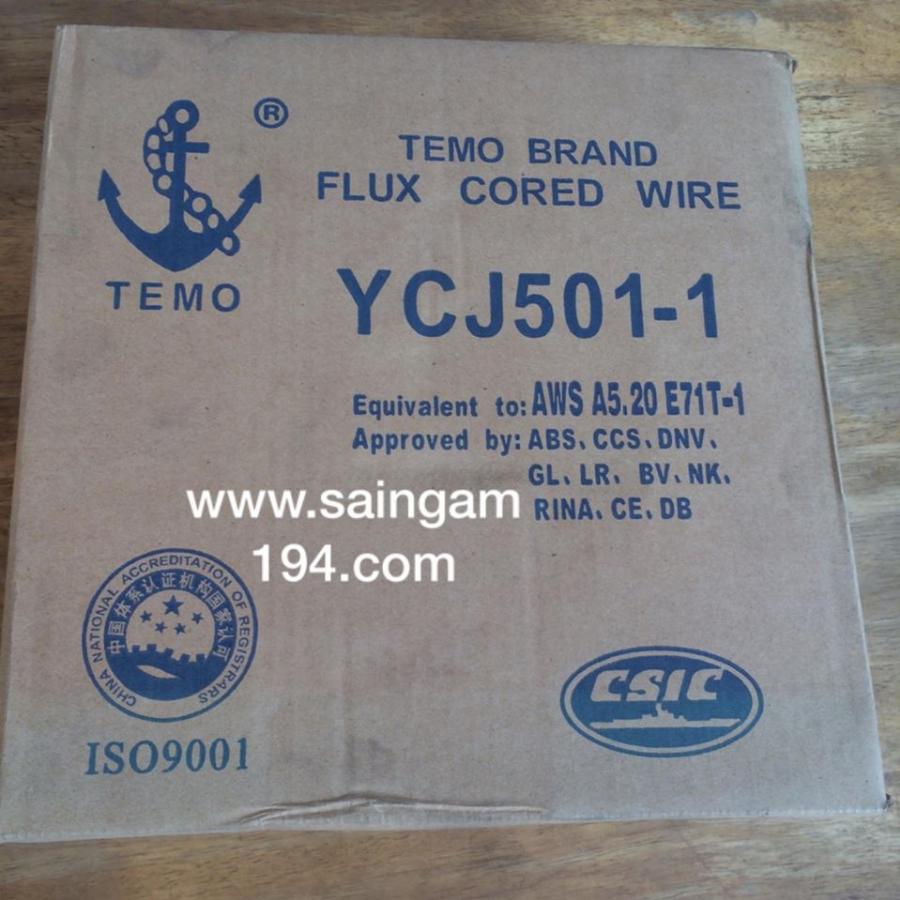 ®
TEMO
TEMO BRAND
FLUX CORED WIRE
YCJ501-1
Equivalent to: AWS A5.20 E71T-1
Approved by: ABS、CCS、DNV、
GL、LR、 BV、NK、
RINA、CE、DB
www.saingam
194.com
CHINA NATIONAL ACCREDITATION OF REGISTRARS
中国体系认证机构国家认可
ISO9001
CSIC